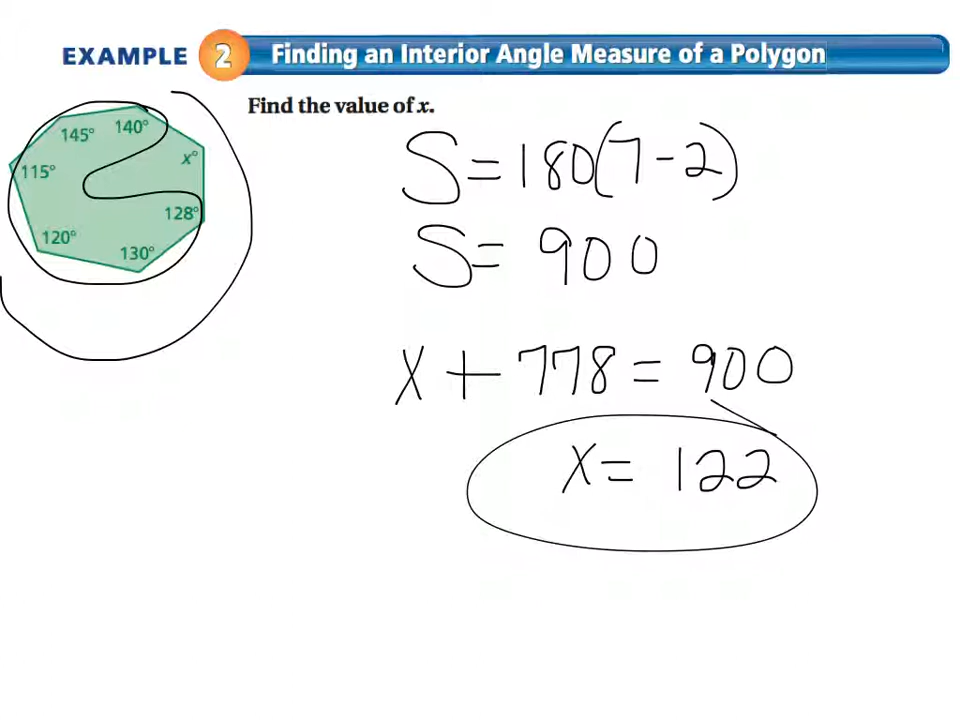 EXAMPLE 2 Finding an Interior Angle Measure of a Polygon
Find the value of x.
145° 140°
115° x°
128°
120° 130°
S = 180(7-2)
S = 900
x + 778 = 900
x = 122